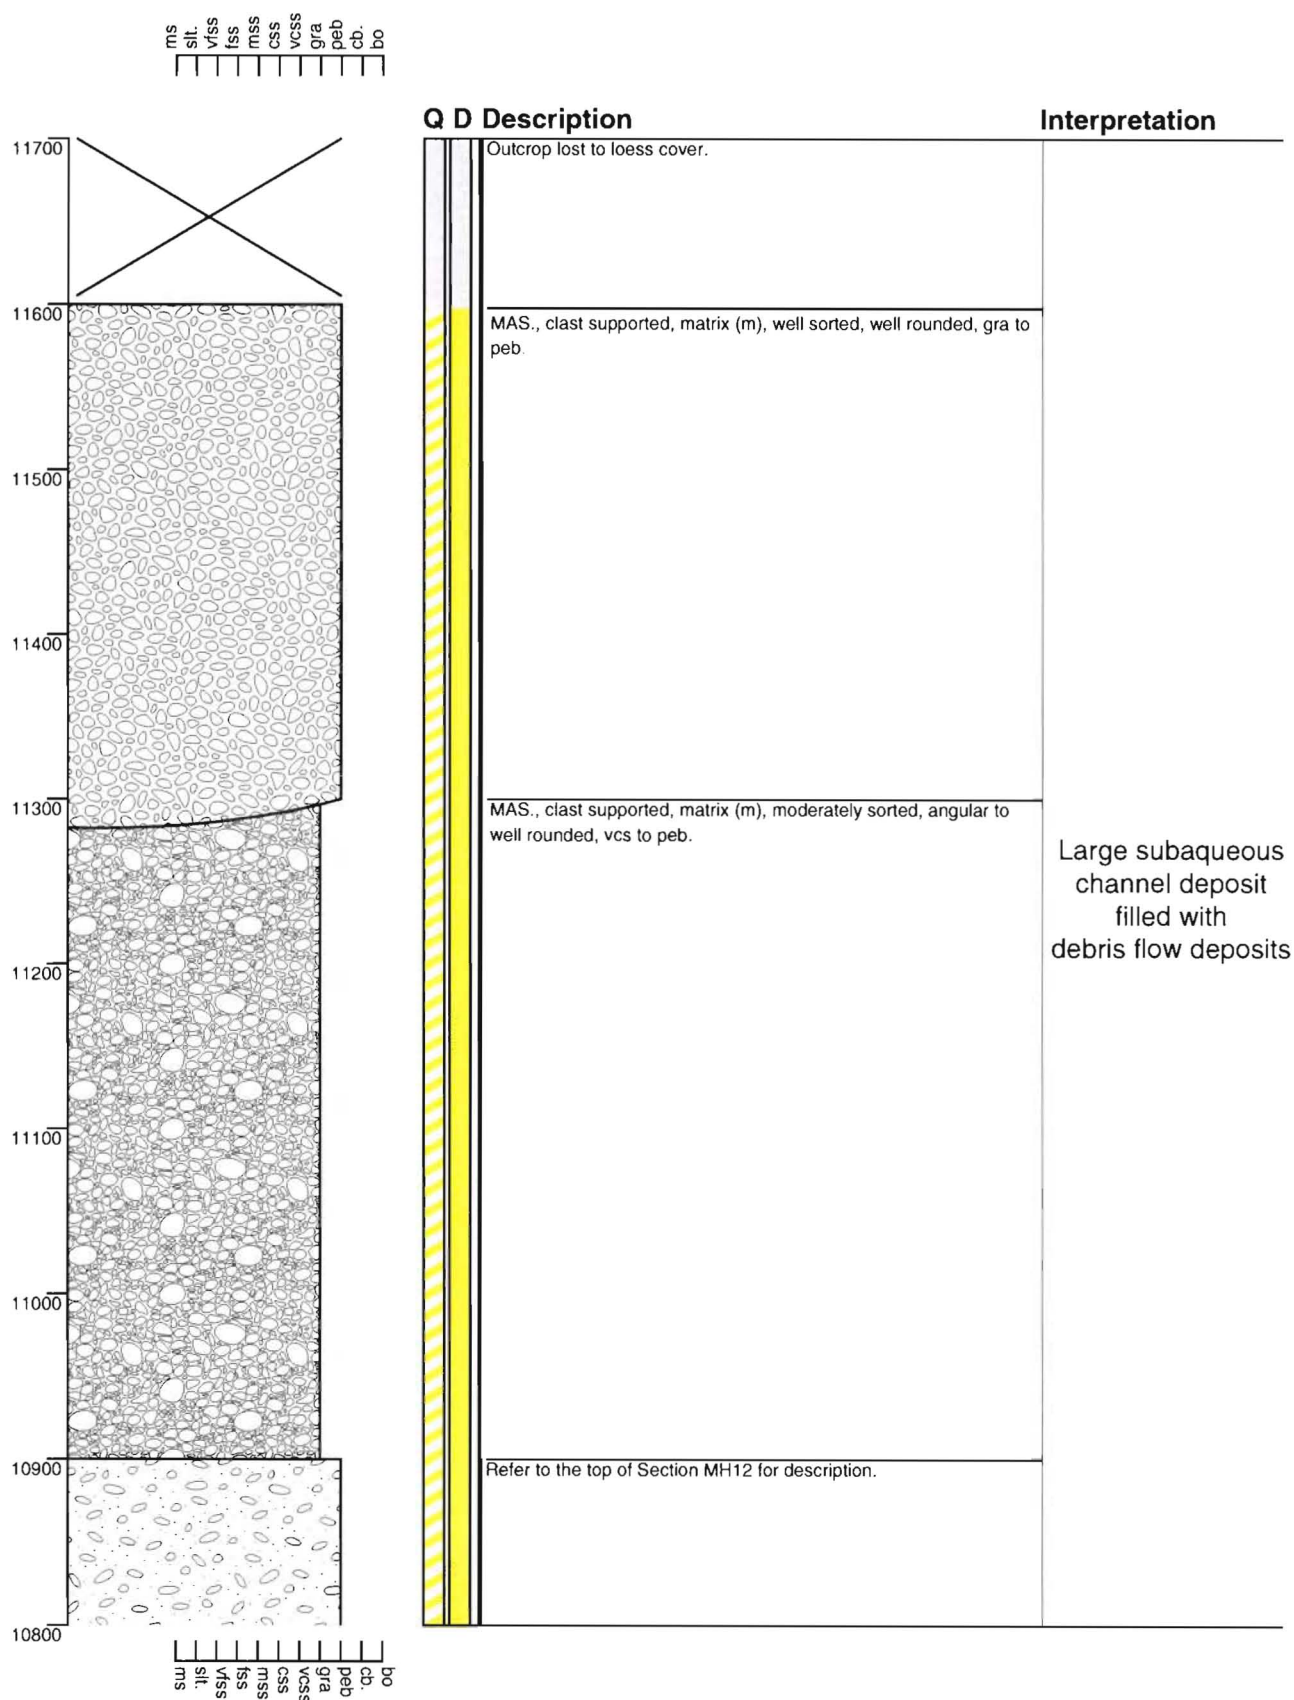 ms
slt.
vfss
fss
mss
css
vcss
gra
peb
cb.
bo
Q D Description
Interpretation
11700
Outcrop lost to loess cover.
11600
MAS., clast supported, matrix (m), well sorted, well rounded, gra to
peb.
11500
11400
11300
MAS., clast supported, matrix (m), moderately sorted, angular to
well rounded, vcs to peb.
Large subaqueous
channel deposit
filled with
debris flow deposits
11200
11100
11000
10900
Refer to the top of Section MH12 for description.
10800
ms
slt.
vfss
fss
mss
css
vcss
gra
peb
cb.
bo